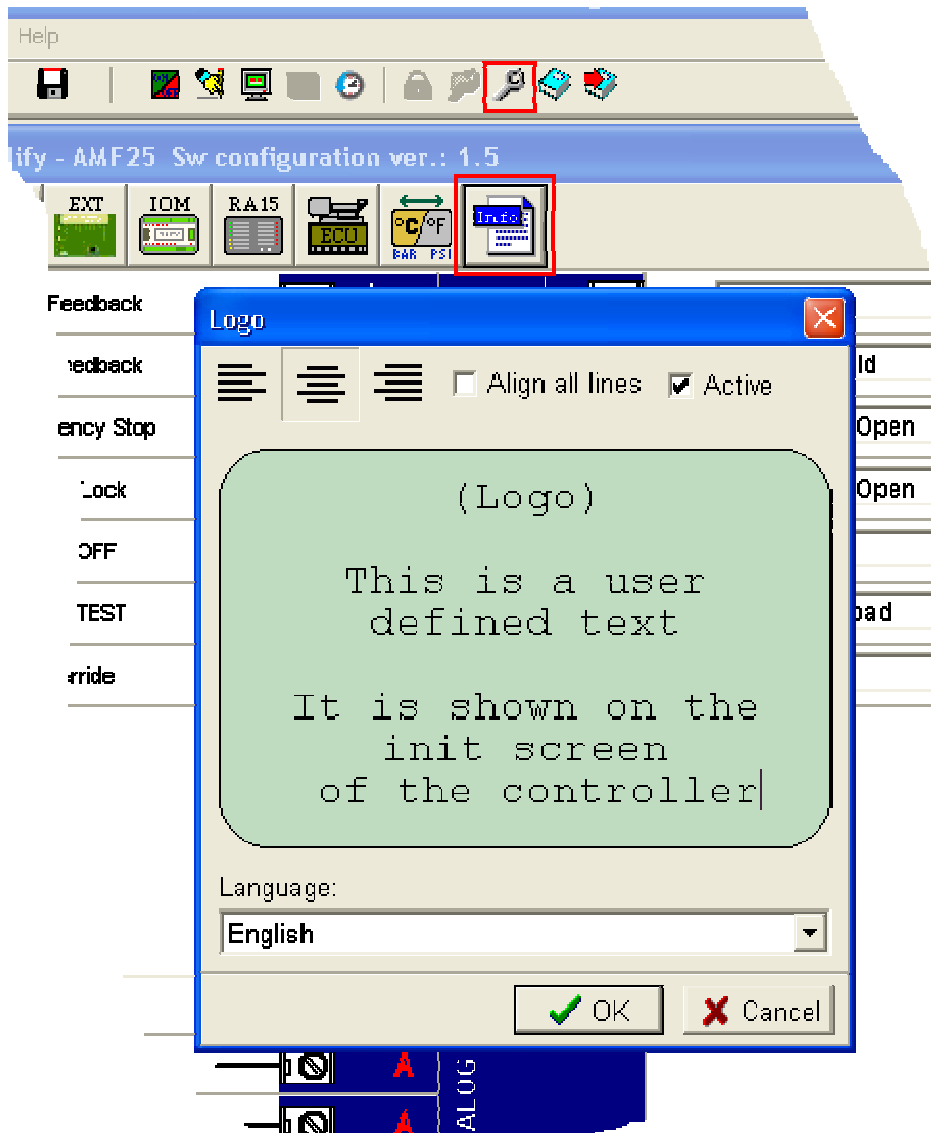 Help
ify - AMF25 Sw configuration ver.: 1.5
EXT IOM RA15 ECU °C/°F BAR PSI Info
Feedback
Logo
edback
Align all lines Active
ld
ency Stop
Open
Lock
Open
(Logo)
OFF
This is a user
TEST
oad
defined text
rride
It is shown on the
init screen
of the controller
Language:
English
OK Cancel
A
ALOG
A